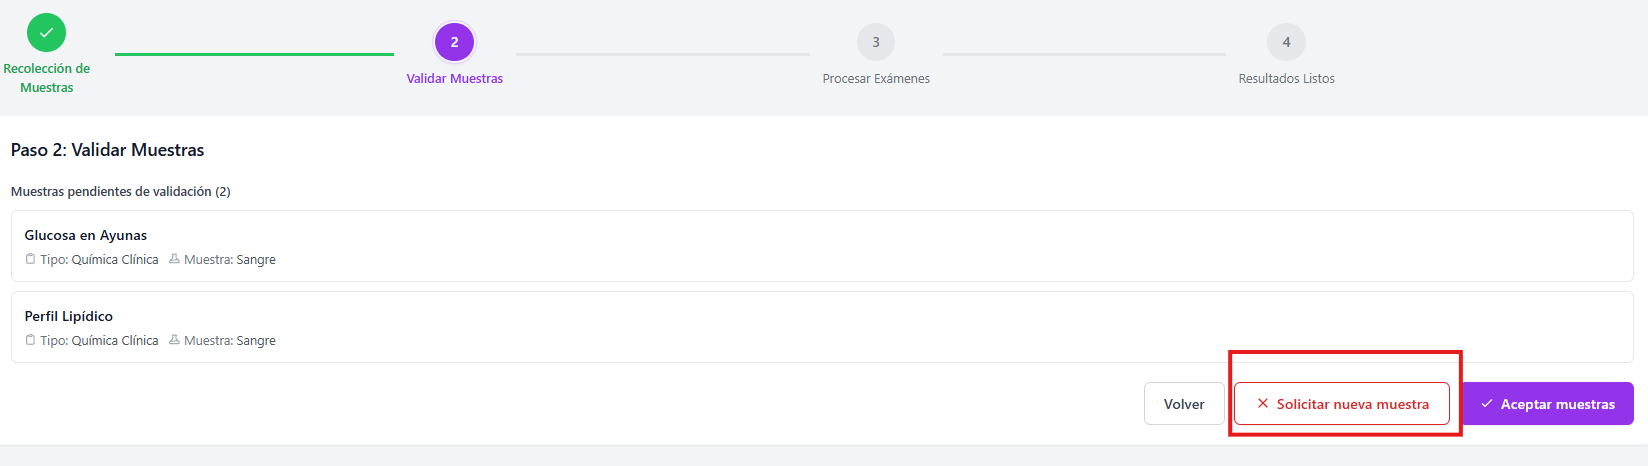 Recolección de
Muestras
2
Validar Muestras
3
Procesar Exámenes
4
Resultados Listos
Paso 2: Validar Muestras
Muestras pendientes de validación (2)
Glucosa en Ayunas
Tipo: Química Clínica Muestra: Sangre
Perfil Lipídico
Tipo: Química Clínica Muestra: Sangre
Volver
Solicitar nueva muestra
Aceptar muestras